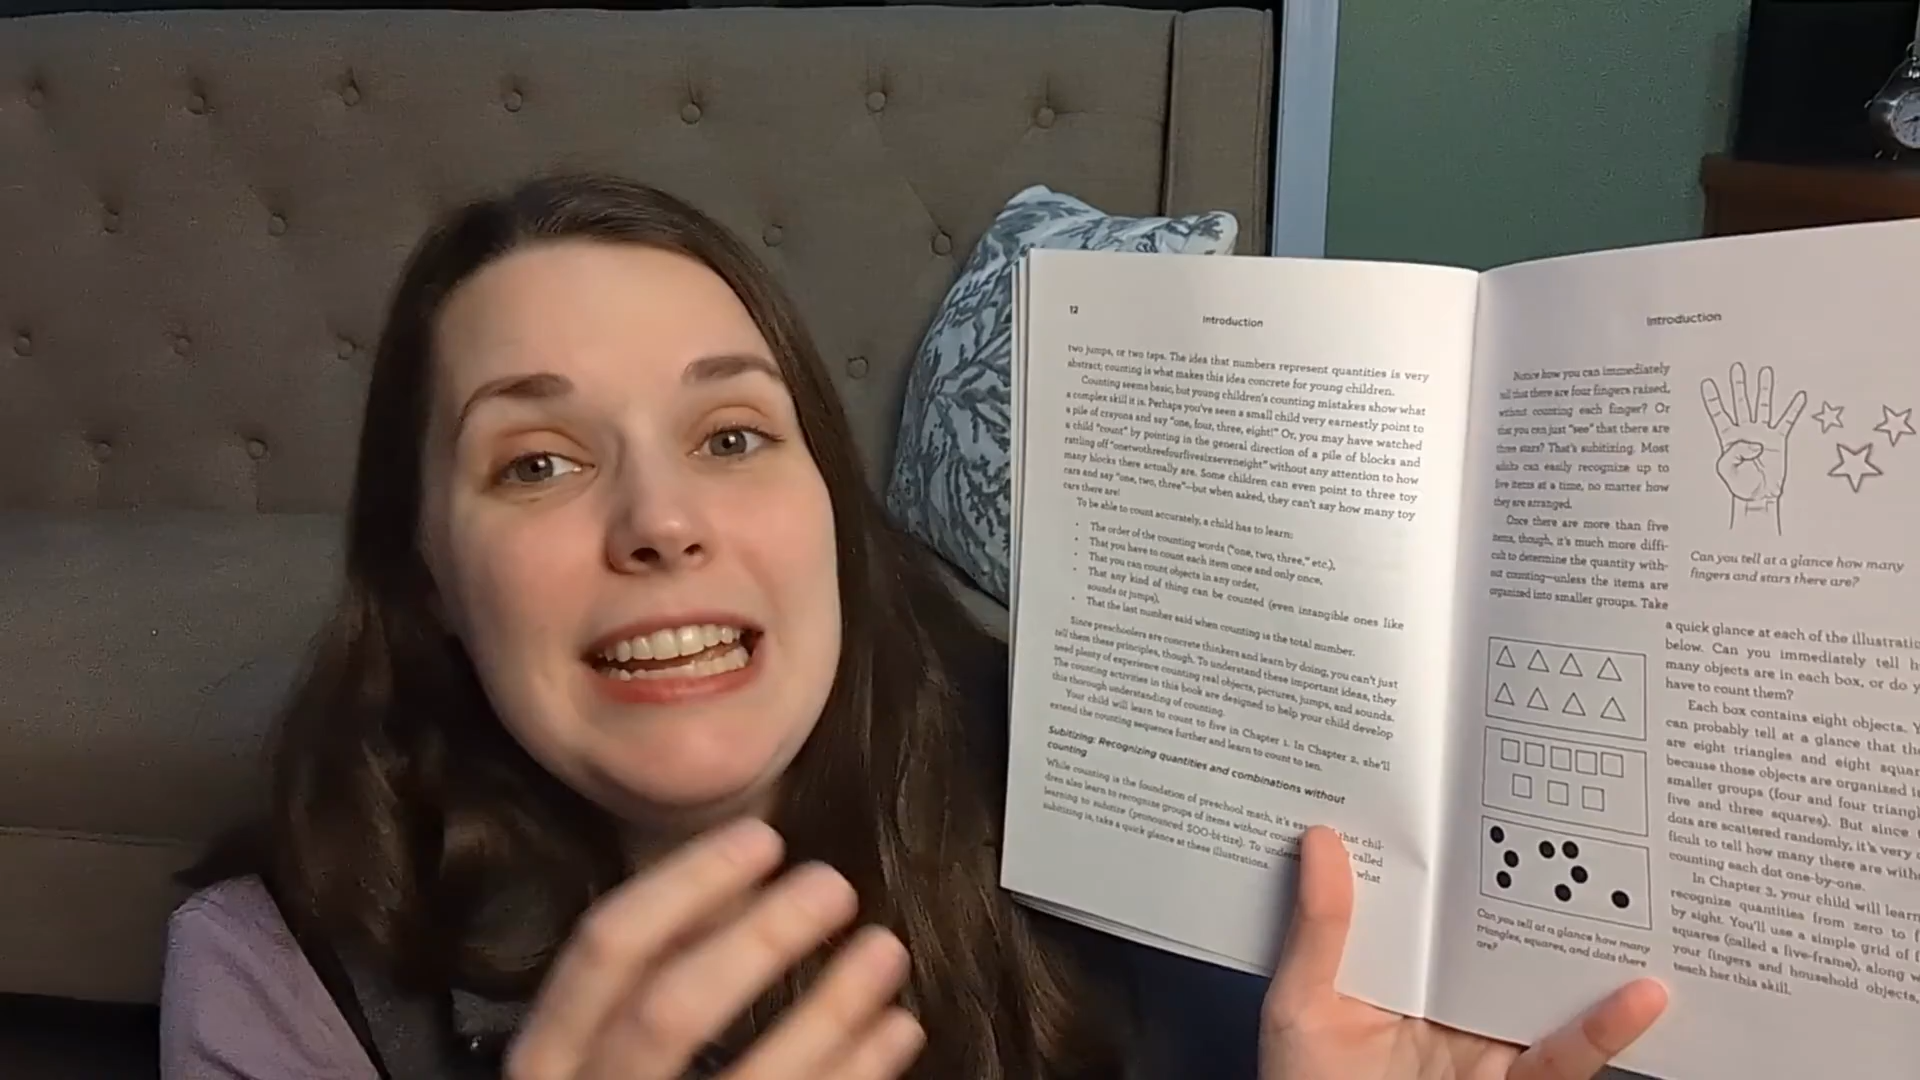 12
Introduction
two jumps, or two taps. The idea that numbers represent quantities is very
abstract; counting is what makes this idea concrete for young children.
Counting seems basic, but young children's counting mistakes show what
a complex skill it is. Perhaps you've seen a small child very earnestly point to
a pile of crayons and say "one, four, three, eight!" Or, you may have watched
a child "count" by pointing in the general direction of a pile of blocks and
rattling off "onetwothreefourfivesixseveneight" without any attention to how
many blocks there actually are. Some children can even point to three toy
cars and say "one, two, three"—but when asked, they can't say how many toy
cars there are!
To be able to count accurately, a child has to learn:
• The order of the counting words ("one, two, three," etc.),
• That you have to count each item once and only once,
• That you can count objects in any order,
• That any kind of thing can be counted (even intangible ones like
sounds or jumps),
• That the last number said when counting is the total number.
Since preschoolers are concrete thinkers and learn by doing, you can't just
tell them these principles, though. To understand these important ideas, they
need plenty of experience counting real objects, pictures, jumps, and sounds.
The counting activities in this book are designed to help your child develop
this thorough understanding of counting.
Your child will learn to count to five in Chapter 1. In Chapter 2, she'll
extend the counting sequence further and learn to count to ten.
Subitizing: Recognizing quantities and combinations without
counting
While counting is the foundation of preschool math, it's that chil-
dren also learn to recognize groups of items without called
learning to subitize (pronounced SOO-bi-tize). To what
subitizing is, take a quick glance at these illustrations.
Introduction
Notice how you can immediately
tell that there are four fingers raised,
without counting each finger? Or
that you can just "see" that there are
three stars? That's subitizing. Most
adults can easily recognize up to
five items at a time, no matter how
they are arranged.
Once there are more than five
items, though, it's much more diffi-
cult to determine the quantity with-
out counting—unless the items are
organized into smaller groups. Take
Can you tell at a glance how many
fingers and stars there are?
a quick glance at each of the
below. Can you immediately tell
many objects are in each box, or do
have to count them?
Each box contains eight objects.
can probably tell at a glance that
are eight triangles and eight
because those objects are organized
smaller groups (four and four
five and three squares). But since
dots are scattered randomly, it's very
ficult to tell how many there are
counting each dot one-by-one.
In Chapter 3, your child will learn
recognize quantities from zero to
by sight. You'll use a simple grid of
squares (called a five-frame), along
your fingers and household objects,
teach her this skill.
Can you tell at a glance how many
triangles, squares, and dots there
are?